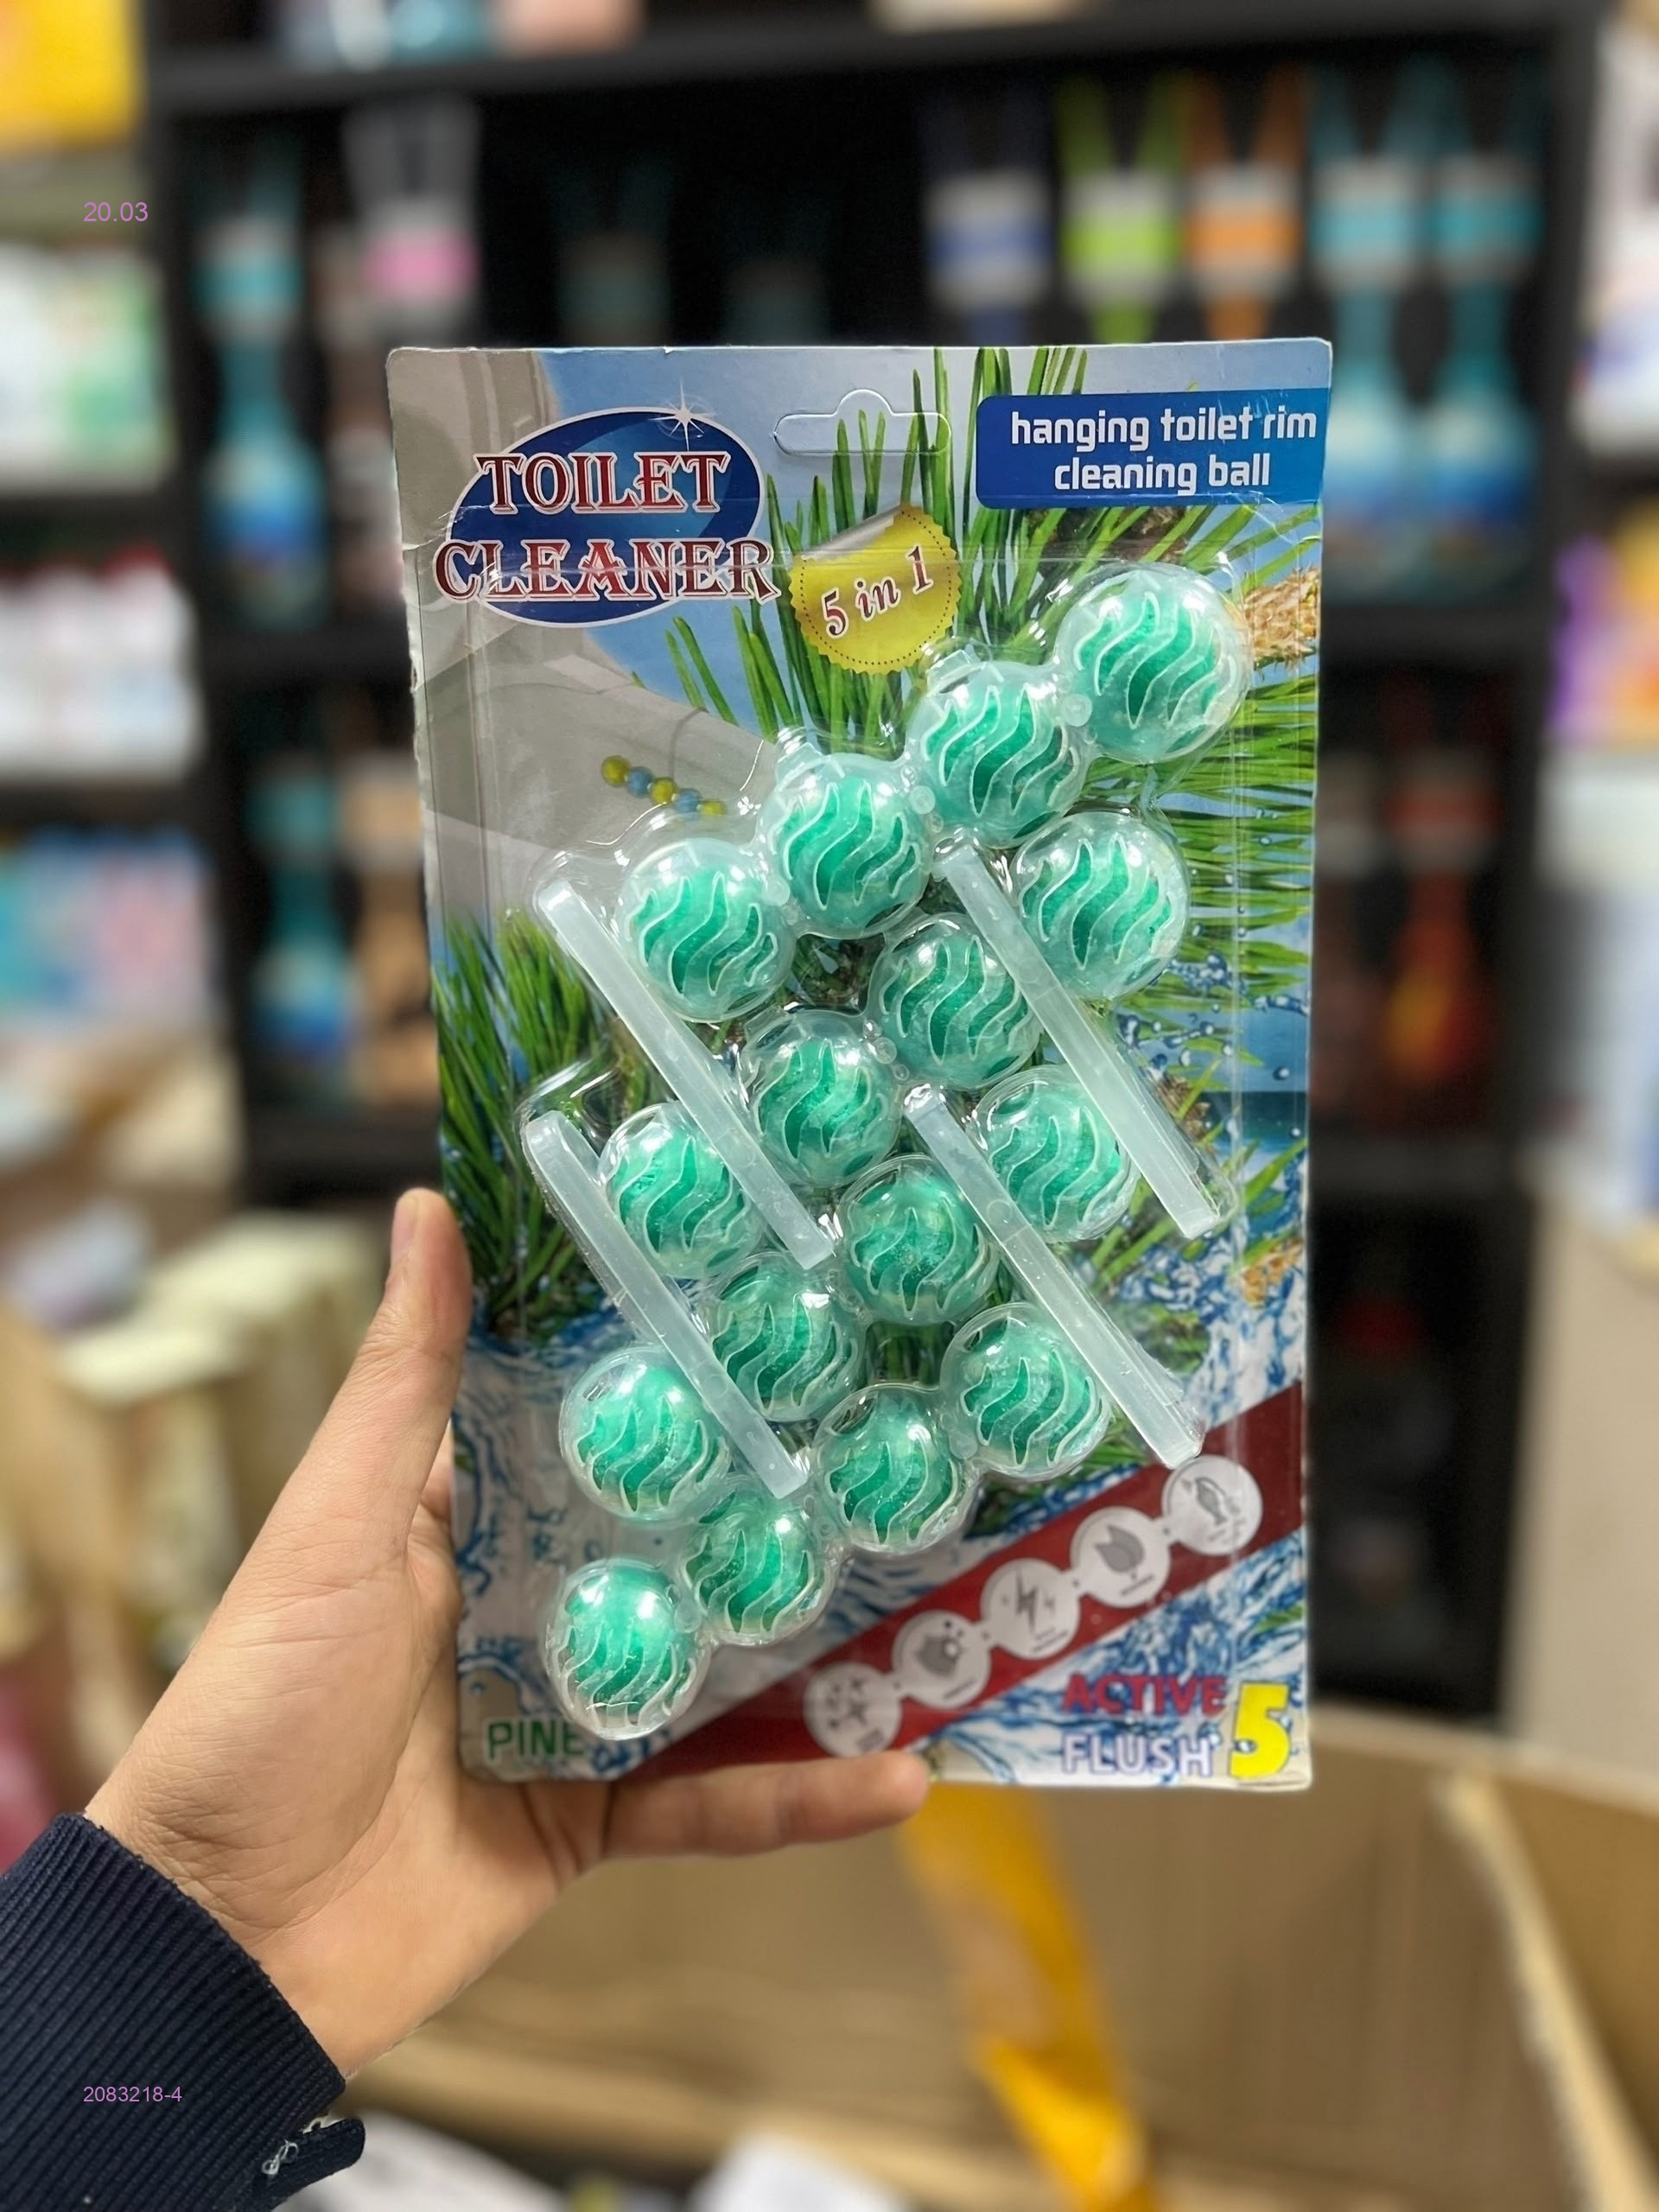 20.03
hanging toilet rim
cleaning ball
TOILET
CLEANER
5 in 1
PINE
ACTIVE
FLUSH 5
2083218-4